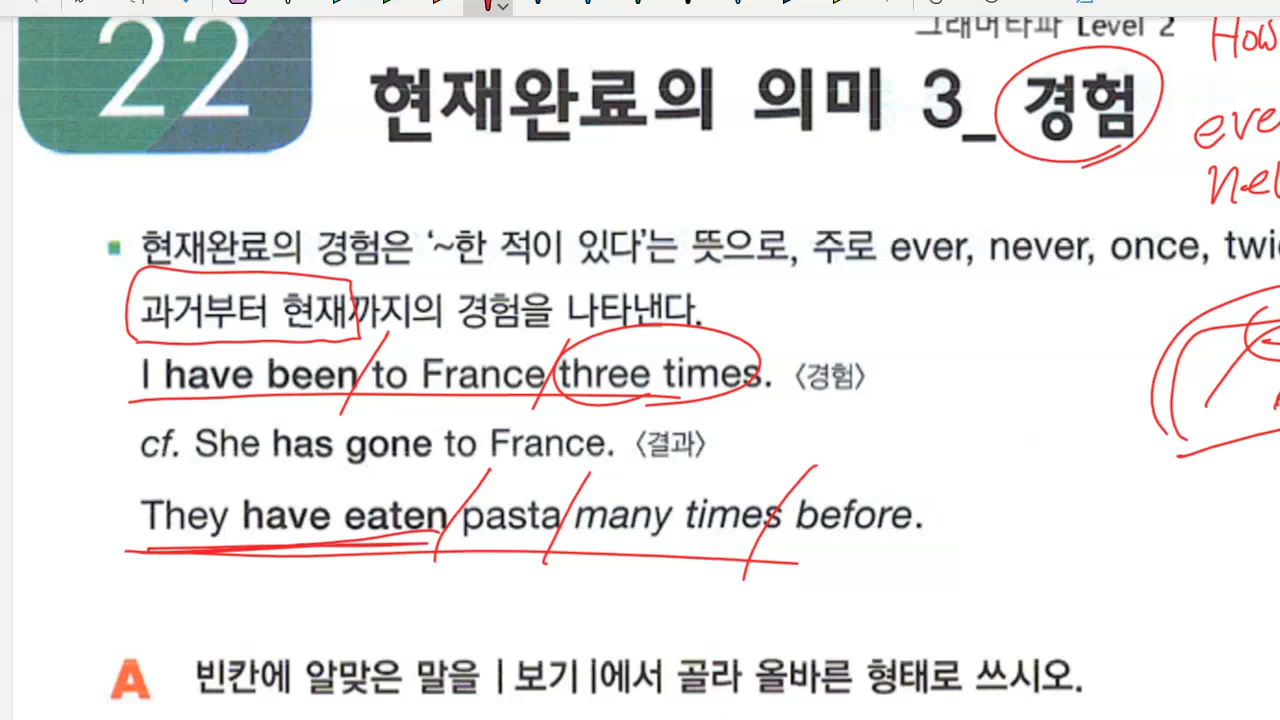 22
그래머타파 Level 2
현재완료의 의미 3_ 경험
How
현재완료의 경험은 '~한 적이 있다'는 뜻으로, 주로 ever, never, once,
과거부터 현재까지의 경험을 나타낸다.
I have been to France three times. 〈경험〉
cf. She has gone to France. 〈결과〉
They have eaten pasta many times before.
A 빈칸에 알맞은 말을 |보기|에서 골라 올바른 형태로 쓰시오.